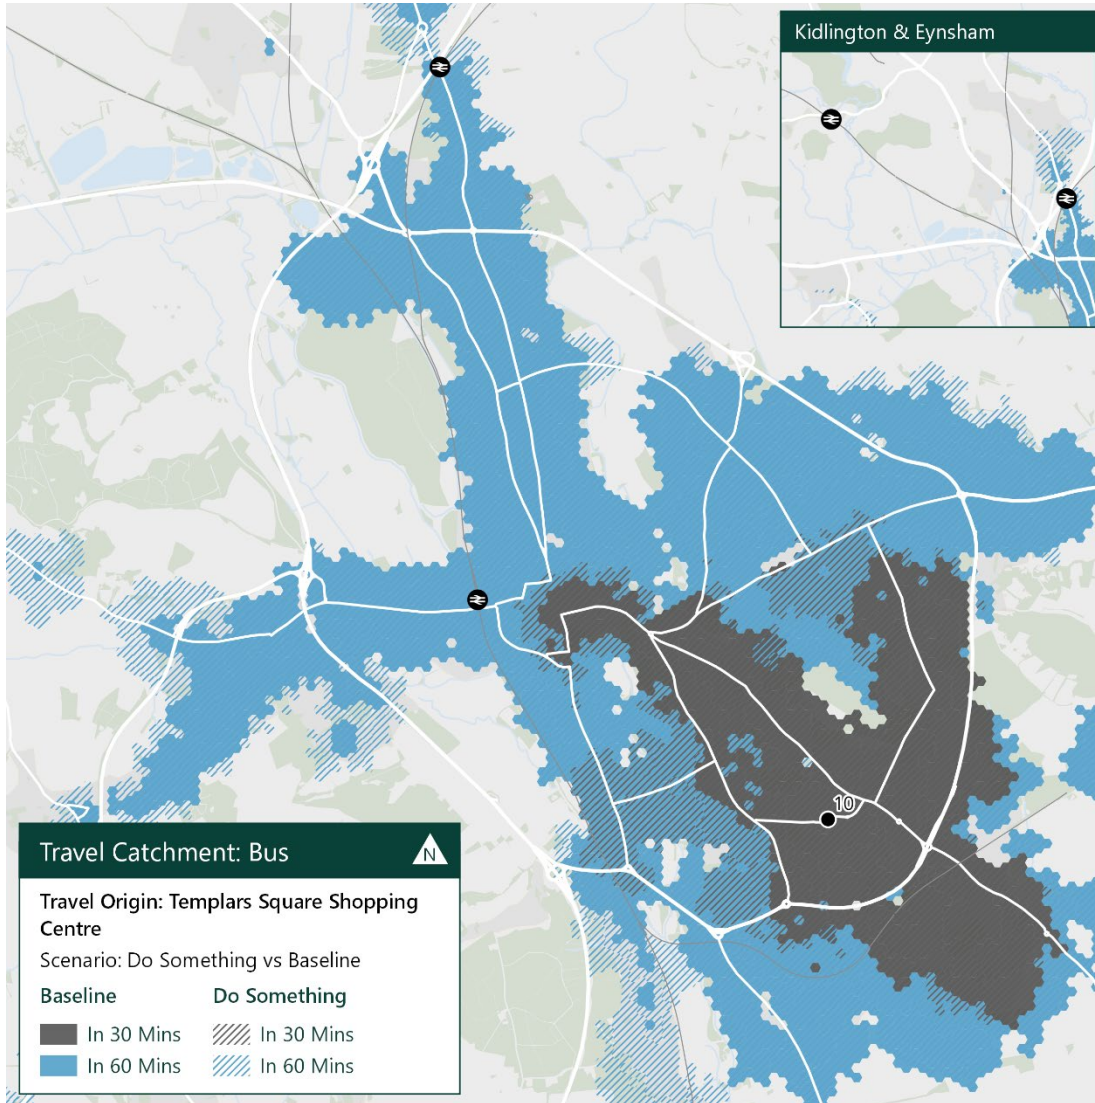 Kidlington & Eynsham
10
Travel Catchment: Bus
N
Travel Origin: Templars Square Shopping
Centre
Scenario: Do Something vs Baseline
Baseline Do Something
In 30 Mins In 30 Mins
In 60 Mins In 60 Mins